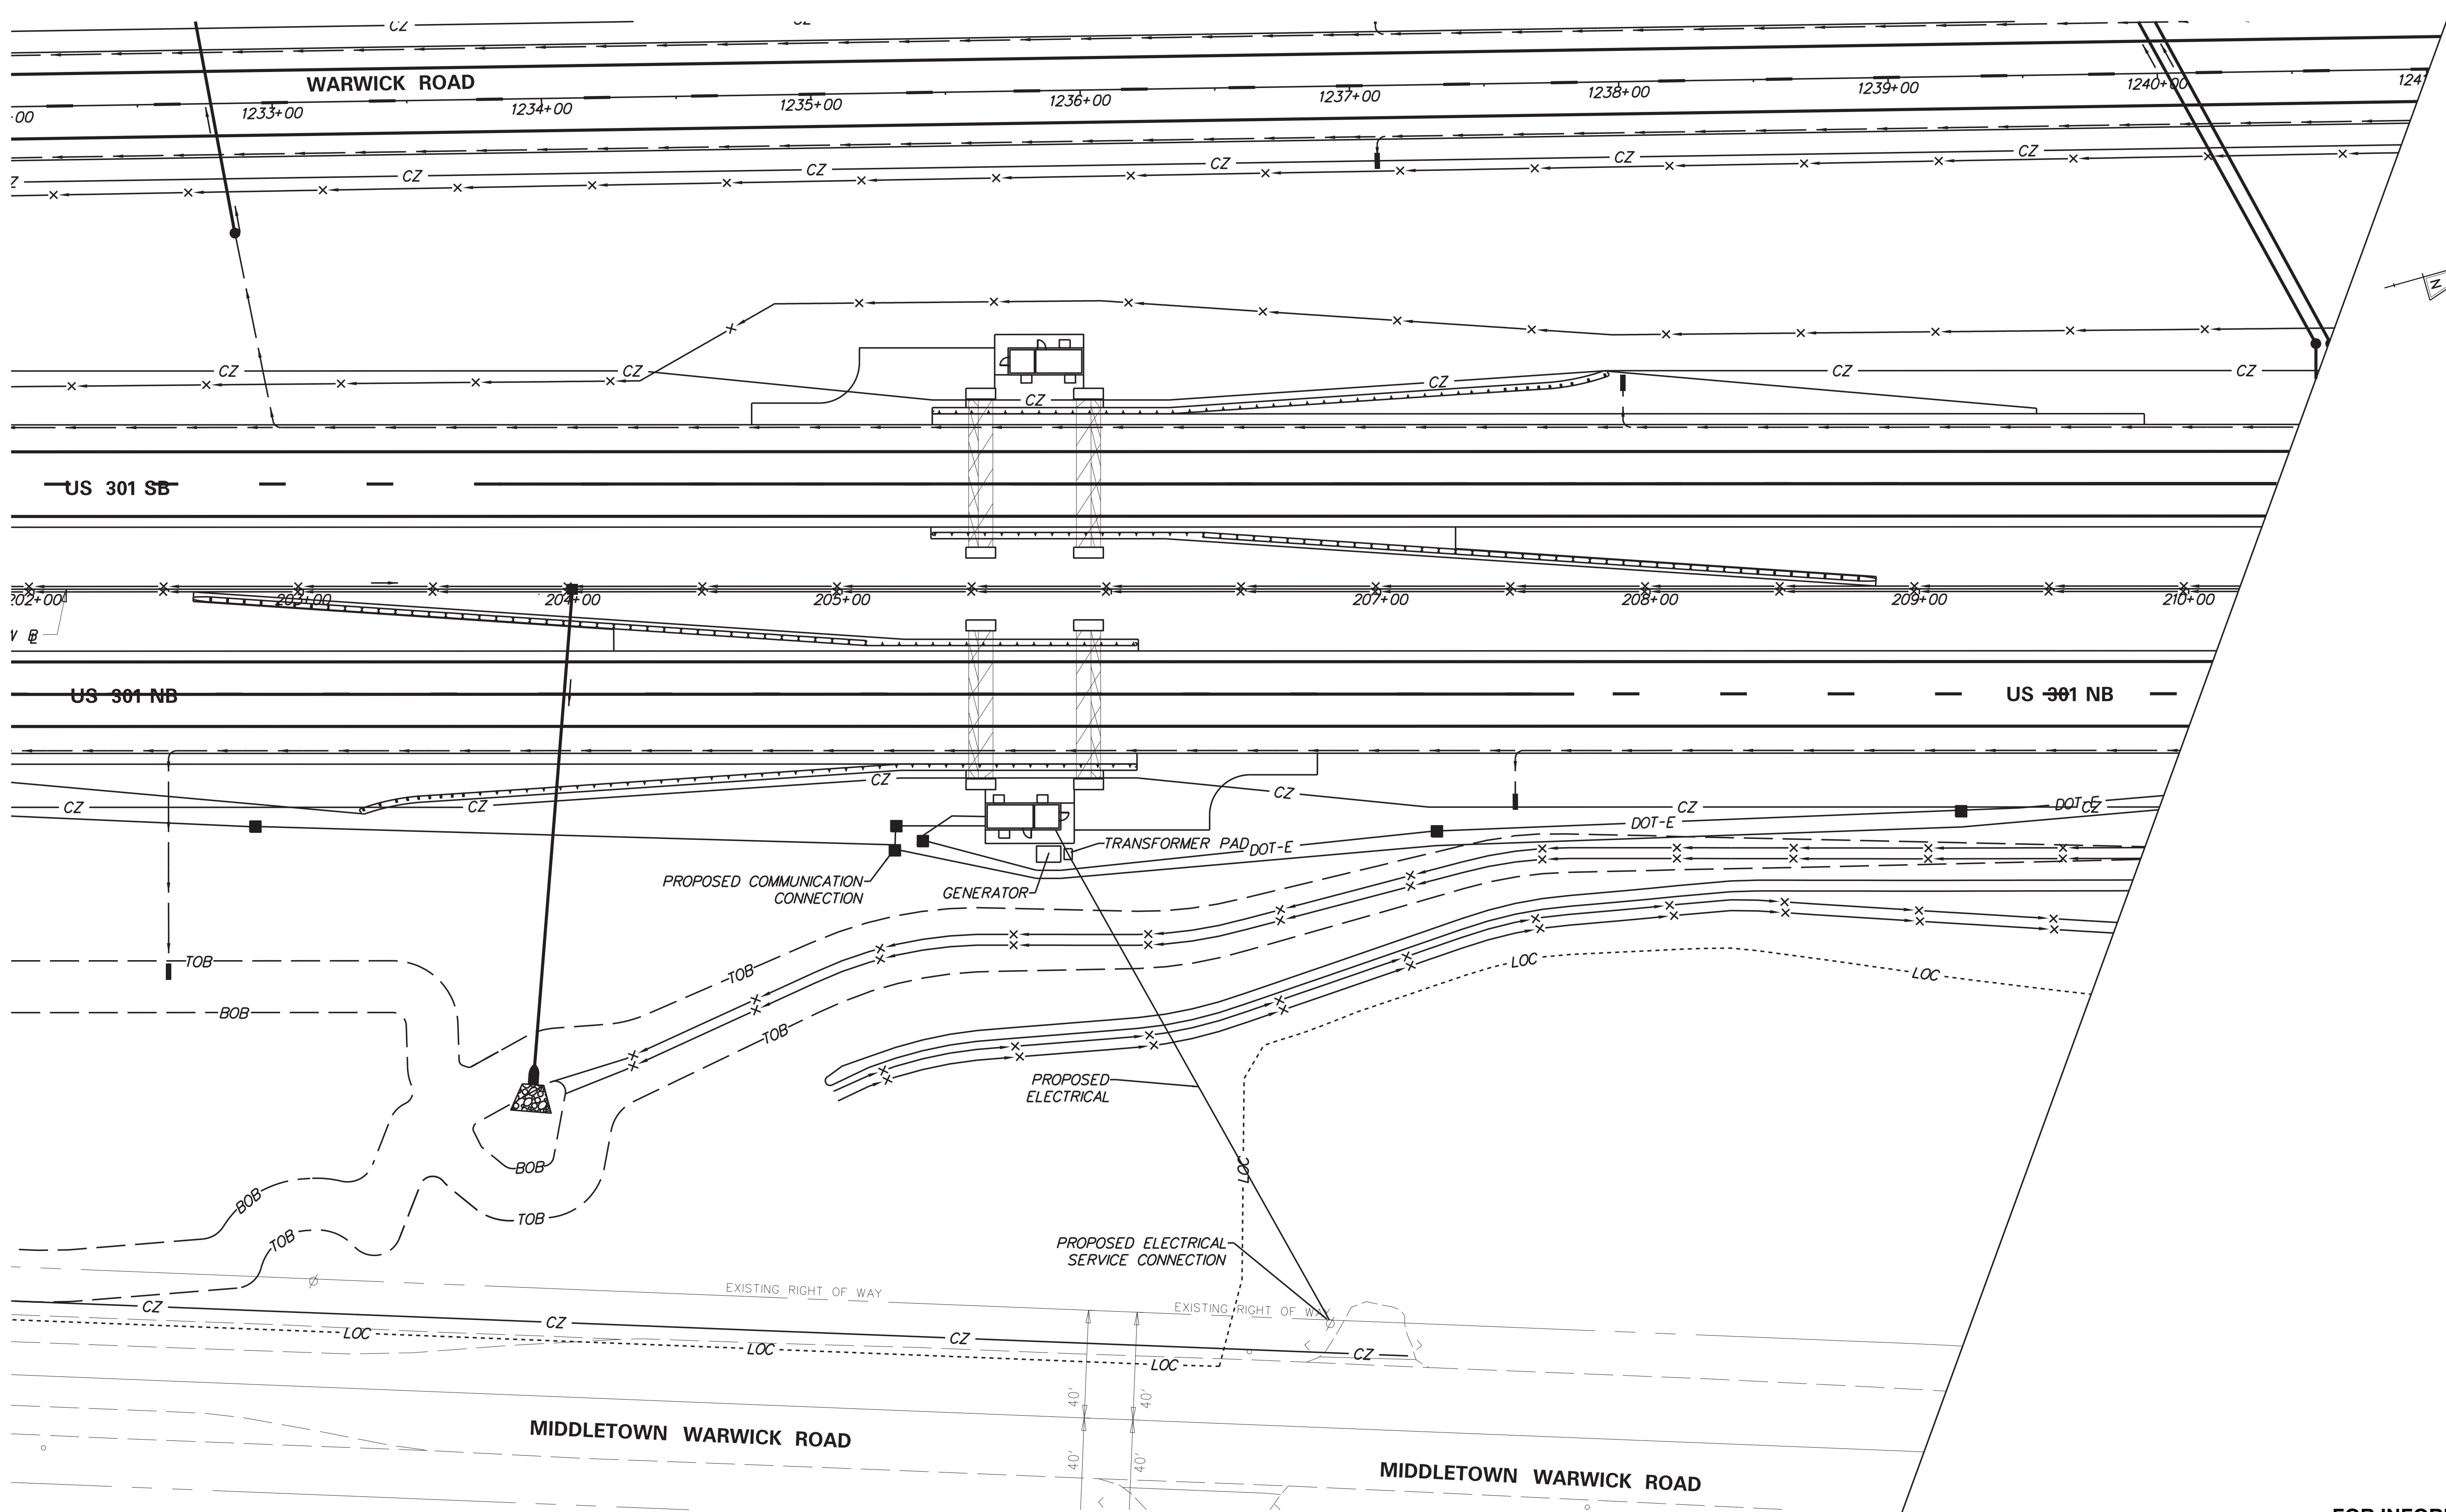 CZ
WARWICK ROAD
1233+00
1234+00
1235+00
1236+00
1237+00
1238+00
1239+00
1240+00
CZ
CZ
CZ
CZ
CZ
N
CZ
CZ
CZ
CZ
CZ
CZ
US 301 SB
202+00
203+00
204+00
205+00
207+00
208+00
209+00
210+00
US 301 NB
US 301 NB
CZ
CZ
CZ
CZ
CZ
CZ
DOT-E
DOT-E
DOT-E
TRANSFORMER PAD
PROPOSED COMMUNICATION
CONNECTION
GENERATOR
TOB
TOB
TOB
BOB
LOC
LOC
PROPOSED
ELECTRICAL
LOC
BOB
BOB
TOB
TOB
PROPOSED ELECTRICAL
SERVICE CONNECTION
EXISTING RIGHT OF WAY
EXISTING RIGHT OF WAY
CZ
CZ
CZ
CZ
LOC
LOC
LOC
40'
40'
40'
40'
MIDDLETOWN WARWICK ROAD
MIDDLETOWN WARWICK ROAD